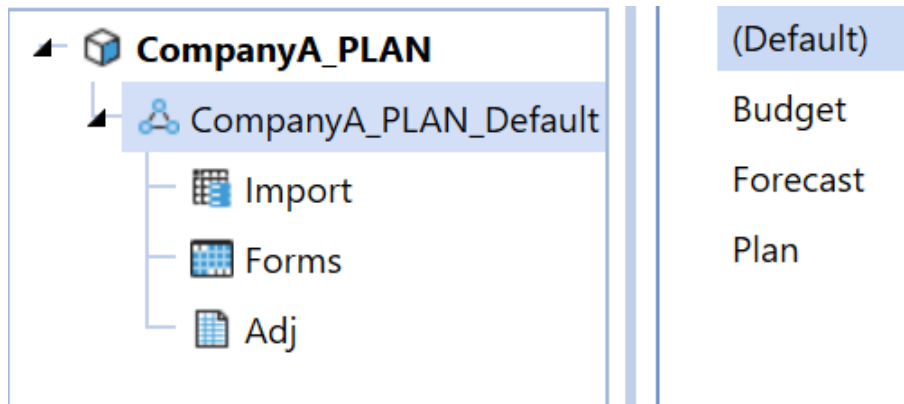 CompanyA_PLAN
CompanyA_PLAN_Default
Import
Forms
Adj
(Default)
Budget
Forecast
Plan